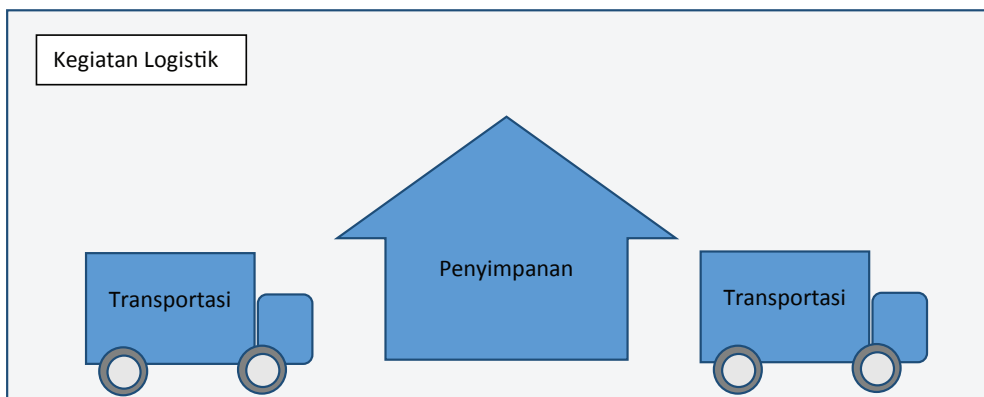 Kegiatan Logistik
Penyimpanan
Transportasi
Transportasi